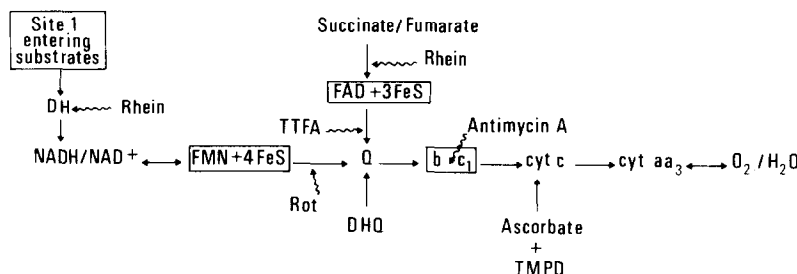 Site 1
entering
substrates
Succinate/Fumarate
Rhein
DH
Rhein
FAD +3FeS
TTFA
Antimycin A
NADH/NAD+
FMN+4FeS
Q
b c₁
cyt c
cyt aa₃
O₂/H₂O
Rot
DHQ
Ascorbate
+
TMPD